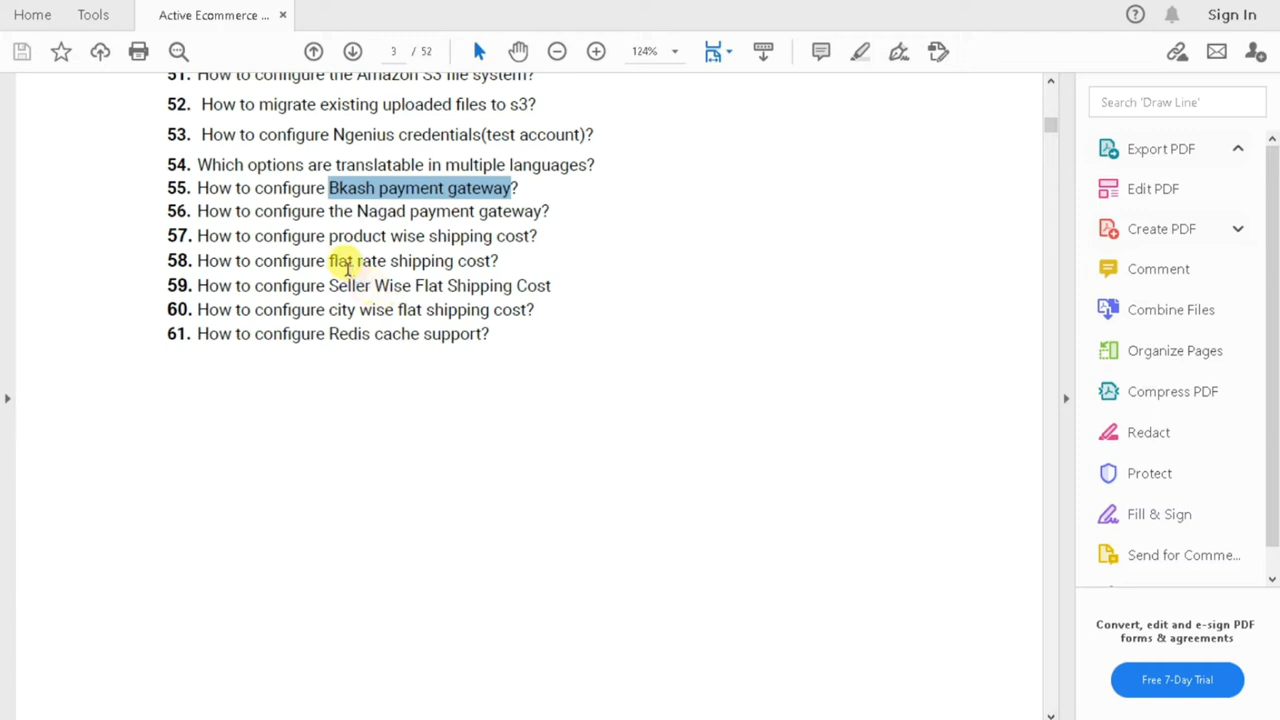 Home
Tools
Active Ecommerce ...
Sign In
3 / 52
124%
51. How to configure the Amazon S3 file system?
52. How to migrate existing uploaded files to s3?
53. How to configure Ngenius credentials(test account)?
54. Which options are translatable in multiple languages?
55. How to configure Bkash payment gateway?
56. How to configure the Nagad payment gateway?
57. How to configure product wise shipping cost?
58. How to configure flat rate shipping cost?
59. How to configure Seller Wise Flat Shipping Cost
60. How to configure city wise flat shipping cost?
61. How to configure Redis cache support?
Search 'Draw Line'
Export PDF
Edit PDF
Create PDF
Comment
Combine Files
Organize Pages
Compress PDF
Redact
Protect
Fill & Sign
Send for Comme...
Convert, edit and e-sign PDF
forms & agreements
Free 7-Day Trial